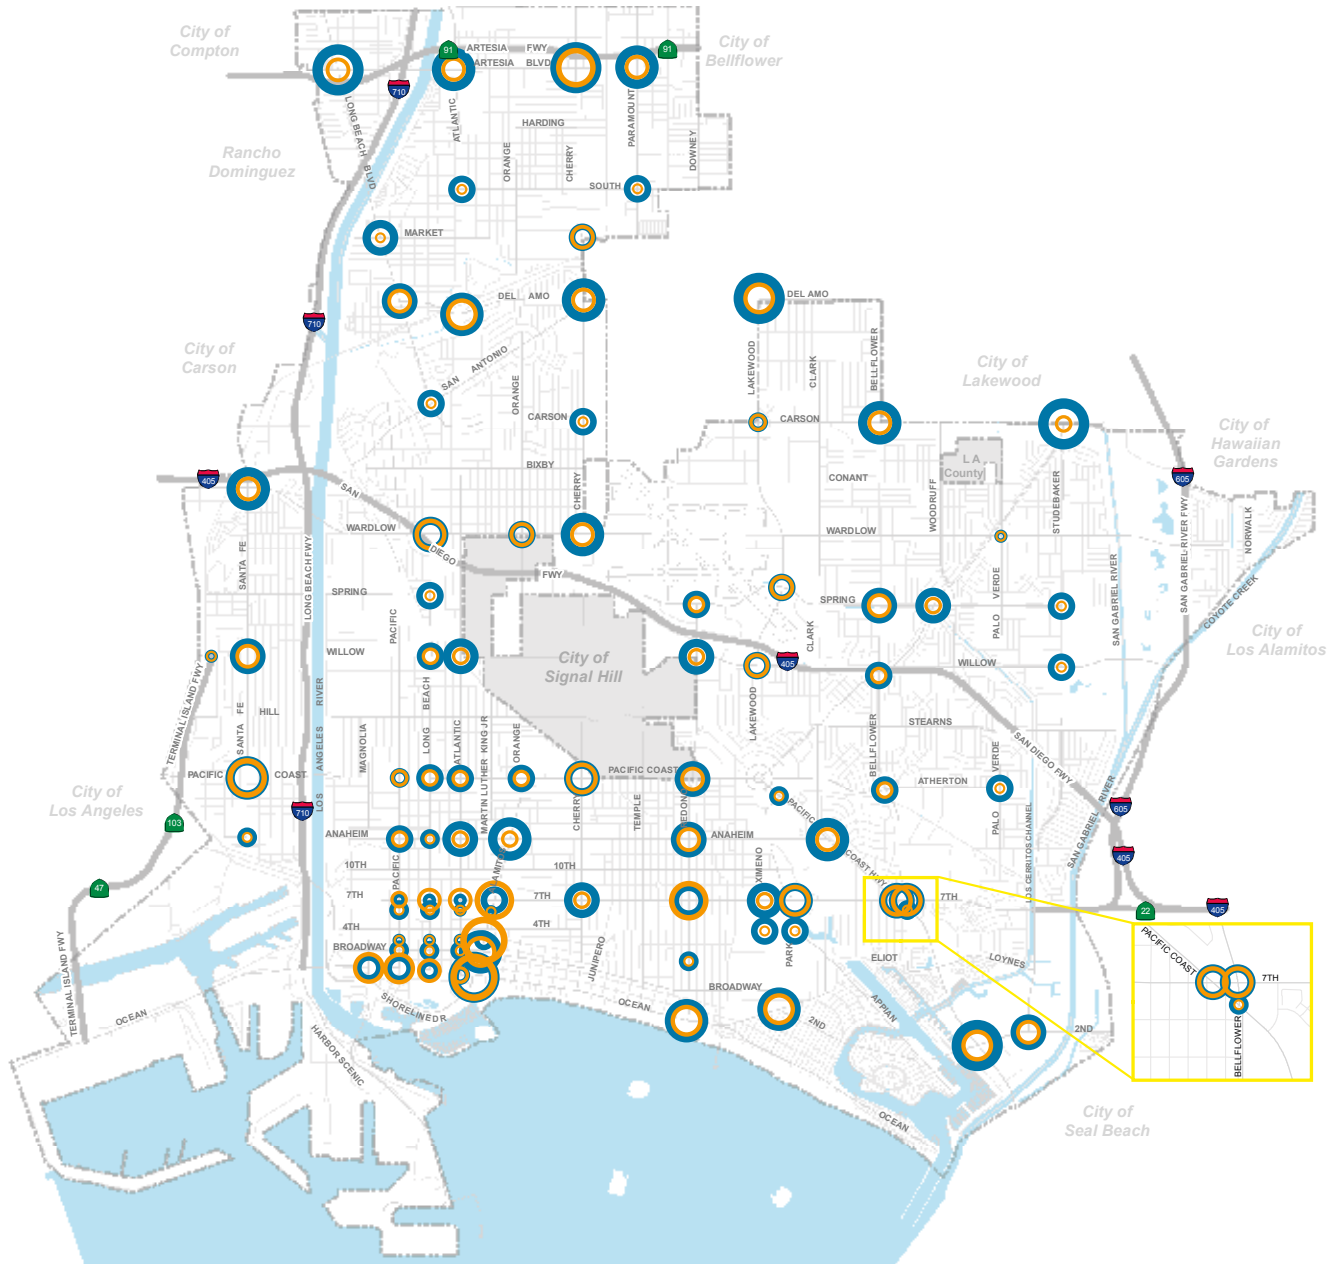 City of
Compton
City of
Bellflower
91
ARTESIA FWY
91
ARTESIA BLVD
710
LONG BEACH BLVD
ATLANTIC
HARDING
PARAMOUNT
DOWNEY
ORANGE
CHERRY
Rancho
Dominguez
SOUTH
MARKET
DEL AMO
DEL AMO
710
City of
Carson
SAN ANTONIO
LAKEWOOD
CLARK
BELLFLOWER
City of
Lakewood
ORANGE
CARSON
CARSON
City of
Hawaiian
Gardens
BIXBY
LA
County
405
SAN
CHERRY
CONANT
WOODRUFF
STUDEBAKER
605
WARDLOW
WARDLOW
NORWALK
SANTA FE
LONG BEACH FWY
DIEGO
FWY
SAN GABRIEL RIVER FWY
SPRING
SPRING
PALO VERDE
SAN GABRIEL RIVER
COYOTE CREEK
PACIFIC
CLARK
City of
Los Alamitos
WILLOW
City of
Signal Hill
405
WILLOW
TERMINAL ISLAND FWY
SANTA FE
HILL
LOS ANGELES RIVER
MAGNOLIA
LONG BEACH
ATLANTIC
MARTIN LUTHER KING JR
ORANGE
LAKEWOOD
BELLFLOWER
STEARNS
SAN DIEGO FWY
PACIFIC COAST
PACIFIC COAST
ATHERTON
PALO VERDE
City of
Los Angeles
710
CHERRY
TEMPLE
PACIFIC
COAST HWY
605
103
ANAHEIM
ANAHEIM
LOS CERRITOS CHANNEL
SAN GABRIEL RIVER
405
10TH
10TH
XIMENO
47
PACIFIC
7TH
7TH
7TH
22
405
4TH
4TH
BROADWAY
JUNIPERO
PARK
ELIOT
LOYNES
PACIFIC COAST
7TH
BELLFLOWER
TERMINAL ISLAND FWY
OCEAN
SHORELINE DR
OCEAN
BROADWAY
2ND
APPIAN
2ND
HARBOR SCENIC
OCEAN
City of
Seal Beach